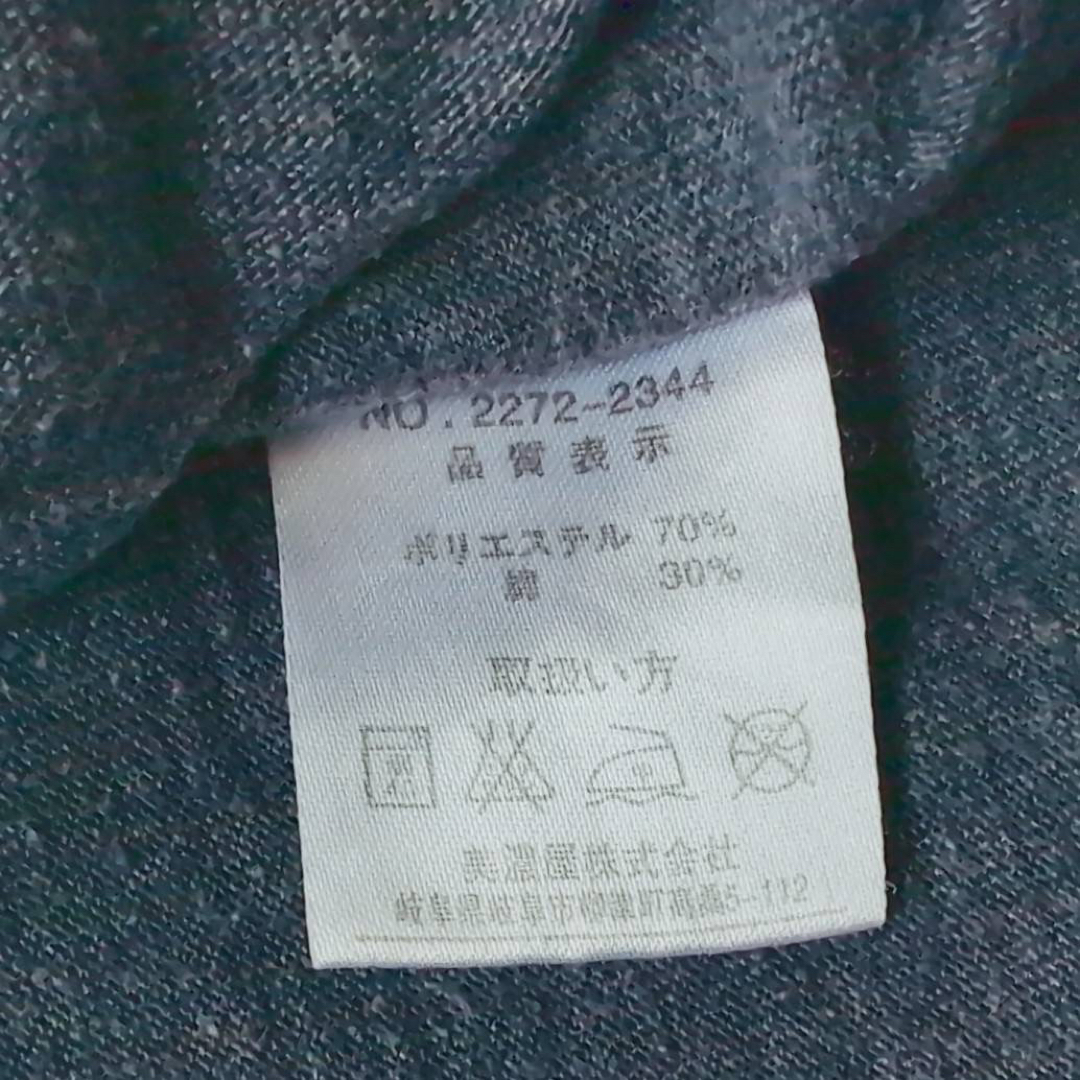 NO. 2272-2344
品質表示
ポリエステル 70%
綿 30%
取扱い方
美濃屋株式会社
岐阜県岐阜市柳津町高桑5-112